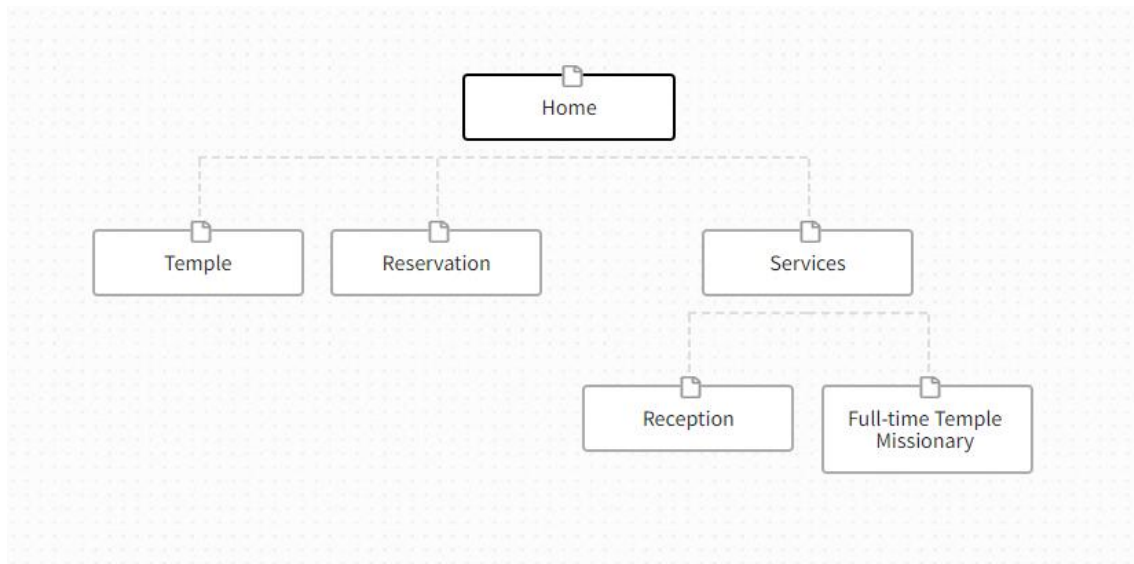 Home
Temple
Reservation
Services
Reception
Full-time Temple
Missionary